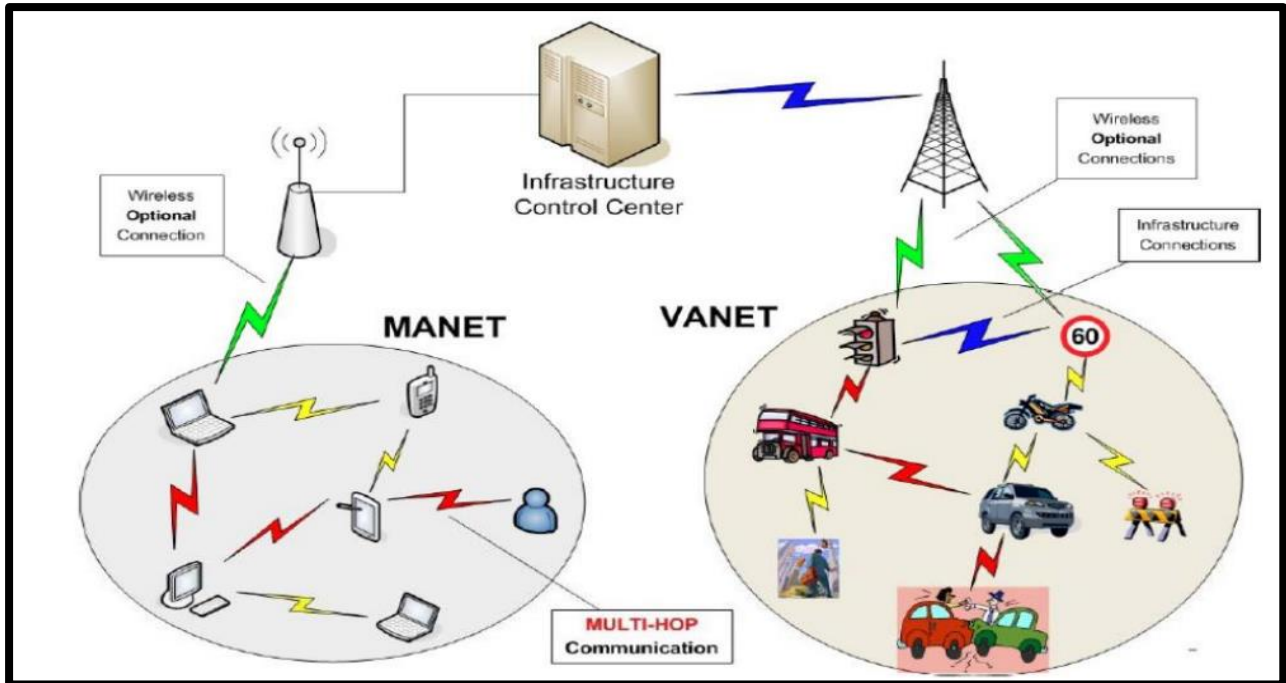 Infrastructure
Control Center
Wireless
Optional
Connections
Wireless
Optional
Connection
Infrastructure
Connections
MANET
VANET
60
MULTI-HOP
Communication